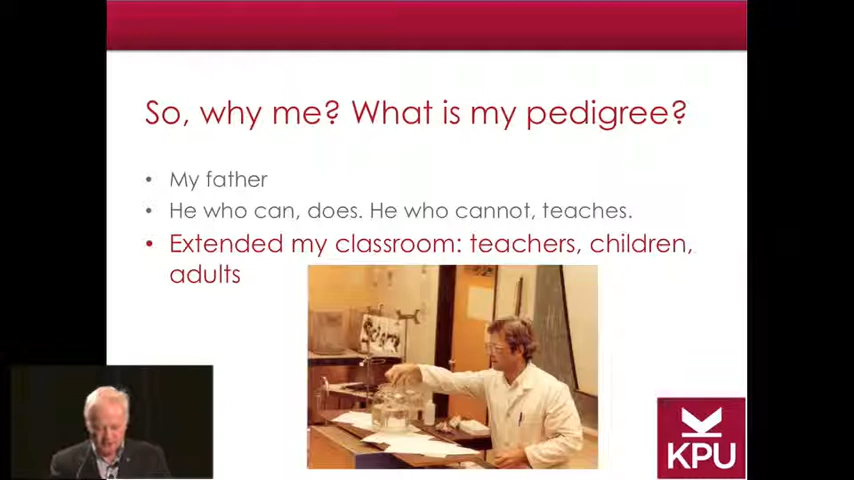 So, why me? What is my pedigree?
• My father
• He who can, does. He who cannot, teaches.
• Extended my classroom: teachers, children,
adults
KPU